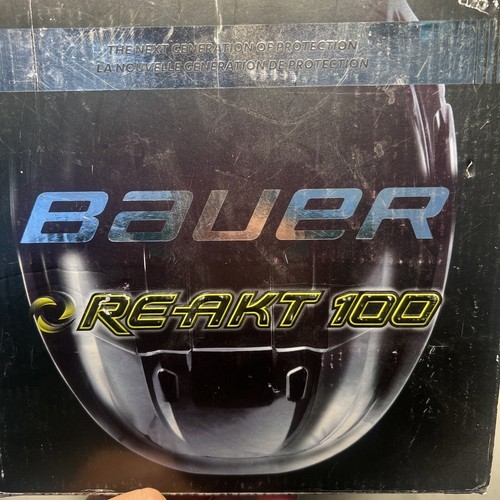 THE NEXT GENERATION OF PROTECTION
LA NOUVELLE GÉNÉRATION DE PROTECTION
BAUER
RE-AKT 100